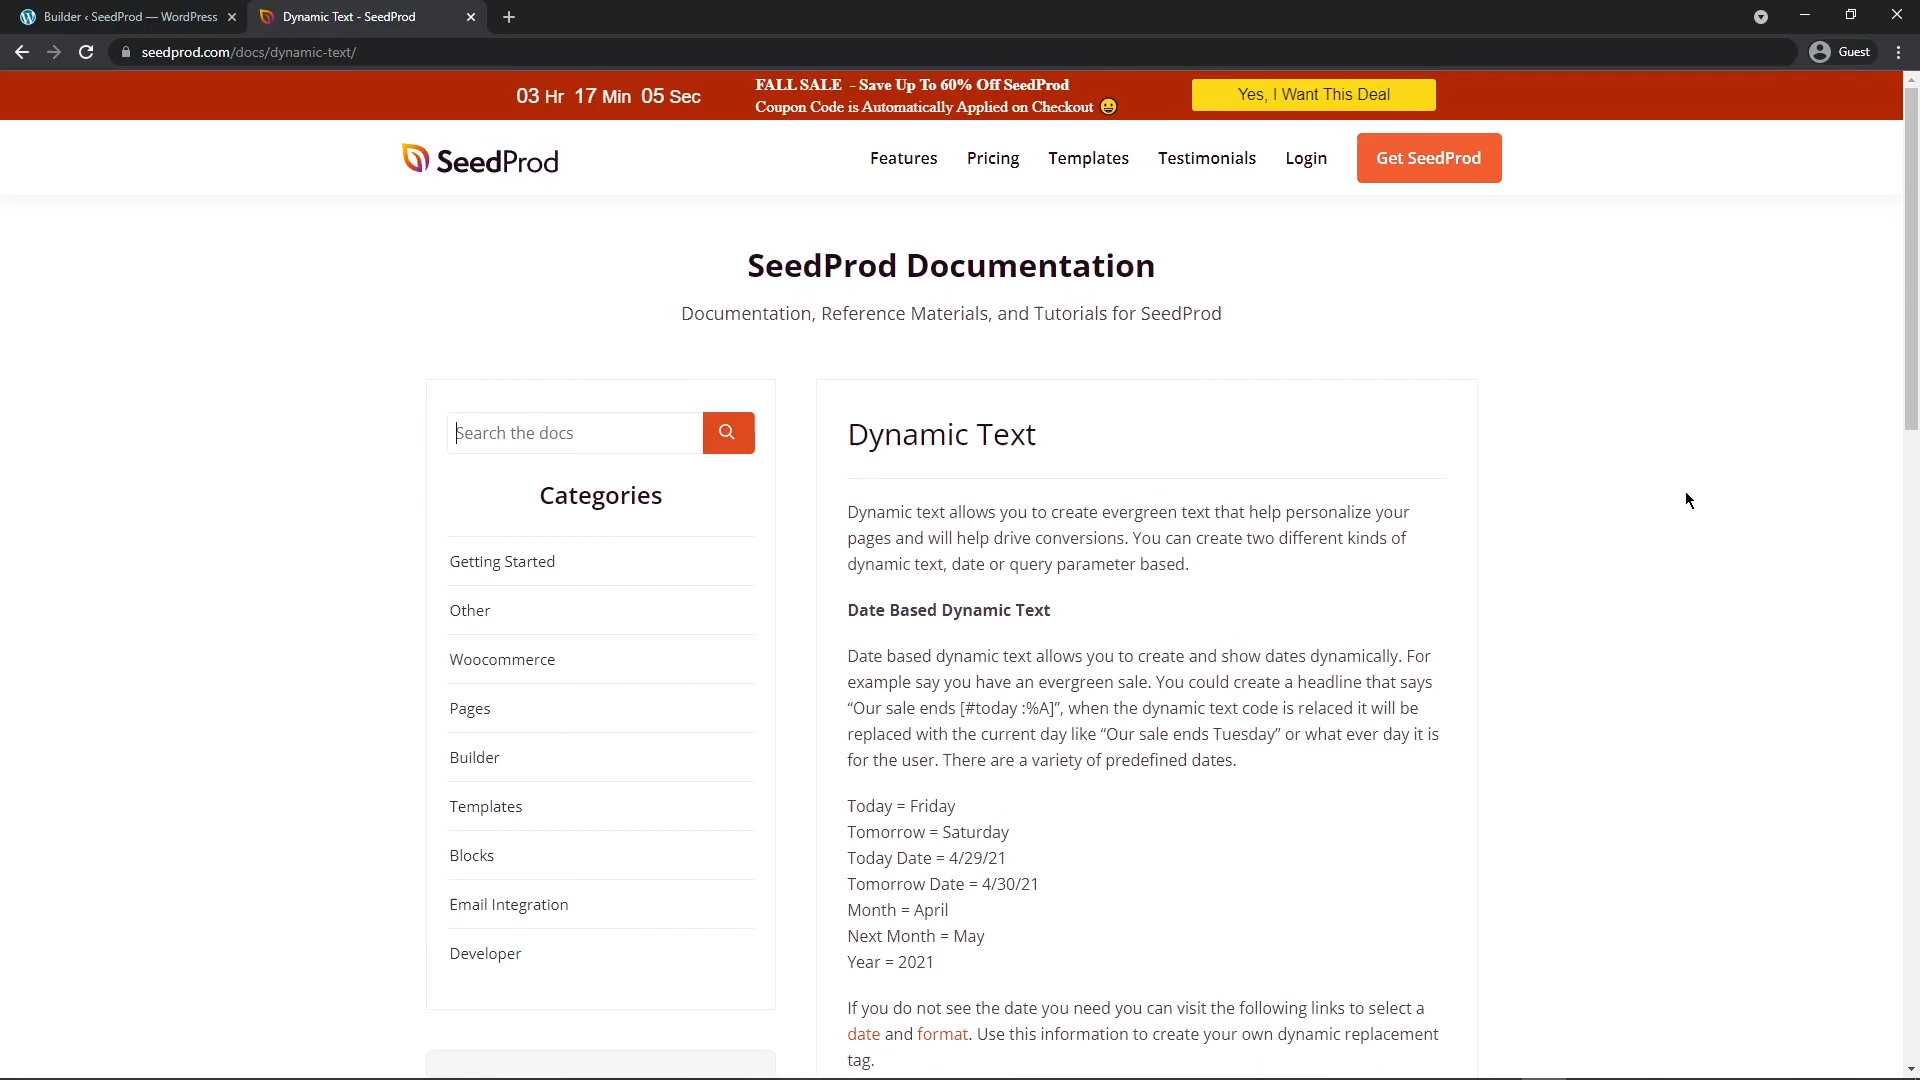 Builder ‹ SeedProd — WordPress
Dynamic Text - SeedProd
seedprod.com/docs/dynamic-text/
Guest
03 Hr 17 Min 05 Sec
FALL SALE - Save Up To 60% Off SeedProd
Coupon Code is Automatically Applied on Checkout 😀
Yes, I Want This Deal
SeedProd
Features
Pricing
Templates
Testimonials
Login
Get SeedProd
SeedProd Documentation
Documentation, Reference Materials, and Tutorials for SeedProd
Search the docs
Categories
Getting Started
Other
Woocommerce
Pages
Builder
Templates
Blocks
Email Integration
Developer
Dynamic Text
Dynamic text allows you to create evergreen text that help personalize your
pages and will help drive conversions. You can create two different kinds of
dynamic text, date or query parameter based.
Date Based Dynamic Text
Date based dynamic text allows you to create and show dates dynamically. For
example say you have an evergreen sale. You could create a headline that says
“Our sale ends [#today :%A]”, when the dynamic text code is relaced it will be
replaced with the current day like “Our sale ends Tuesday” or what ever day it is
for the user. There are a variety of predefined dates.
Today = Friday
Tomorrow = Saturday
Today Date = 4/29/21
Tomorrow Date = 4/30/21
Month = April
Next Month = May
Year = 2021
If you do not see the date you need you can visit the following links to select a
date and format. Use this information to create your own dynamic replacement
tag.